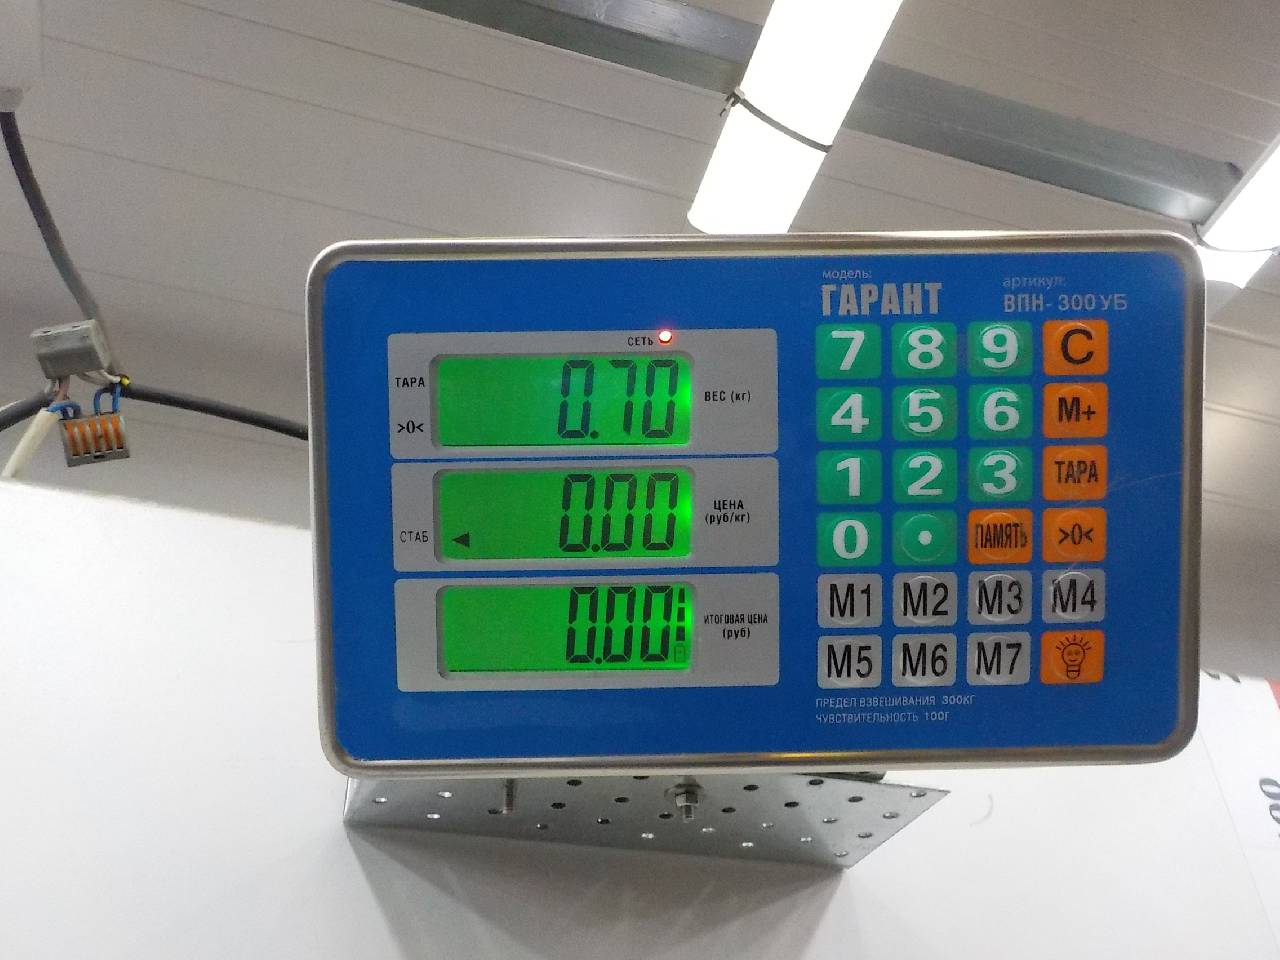 модель:
ГАРАНТ
артикул:
ВПН- 300 УБ
СЕТЬ
ТАРА
>0<
0.70
ВЕС (кг)
СТАБ
0.00
ЦЕНА
(руб/кг)
0.00
ИТОГОВАЯ ЦЕНА
(руб)
7 8 9 C
4 5 6 M+
1 2 3 ТАРА
0 . ПАМЯТЬ >0<
M1 M2 M3 M4
M5 M6 M7
ПРЕДЕЛ ВЗВЕШИВАНИЯ 300КГ
ЧУВСТВИТЕЛЬНОСТЬ 100Г